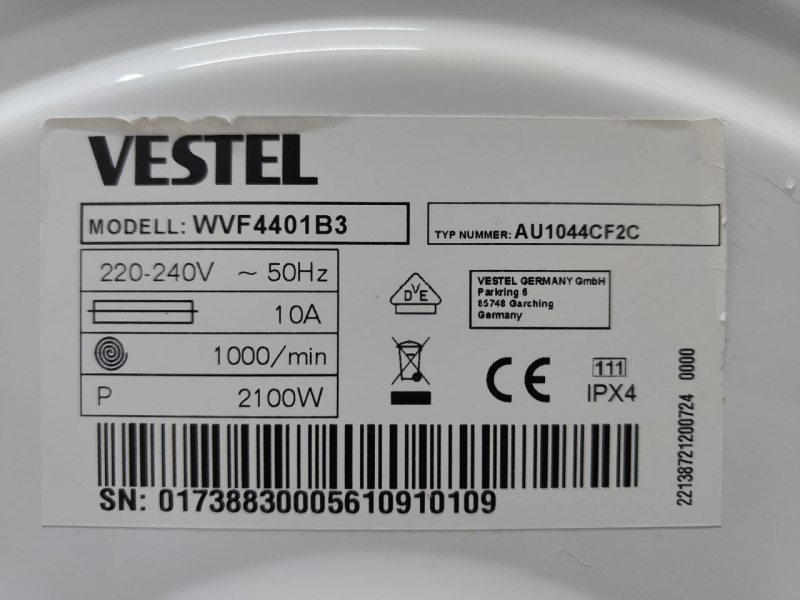 VESTEL
MODELL: WVF4401B3
TYP NUMMER: AU1044CF2C
220-240V ~ 50Hz
10A
1000/min
P 2100W
DVE
VESTEL GERMANY GmbH
Parkring 6
85748 Garching
Germany
CE
111
IPX4
SN: 01738830005610910109
22138721200724 0000